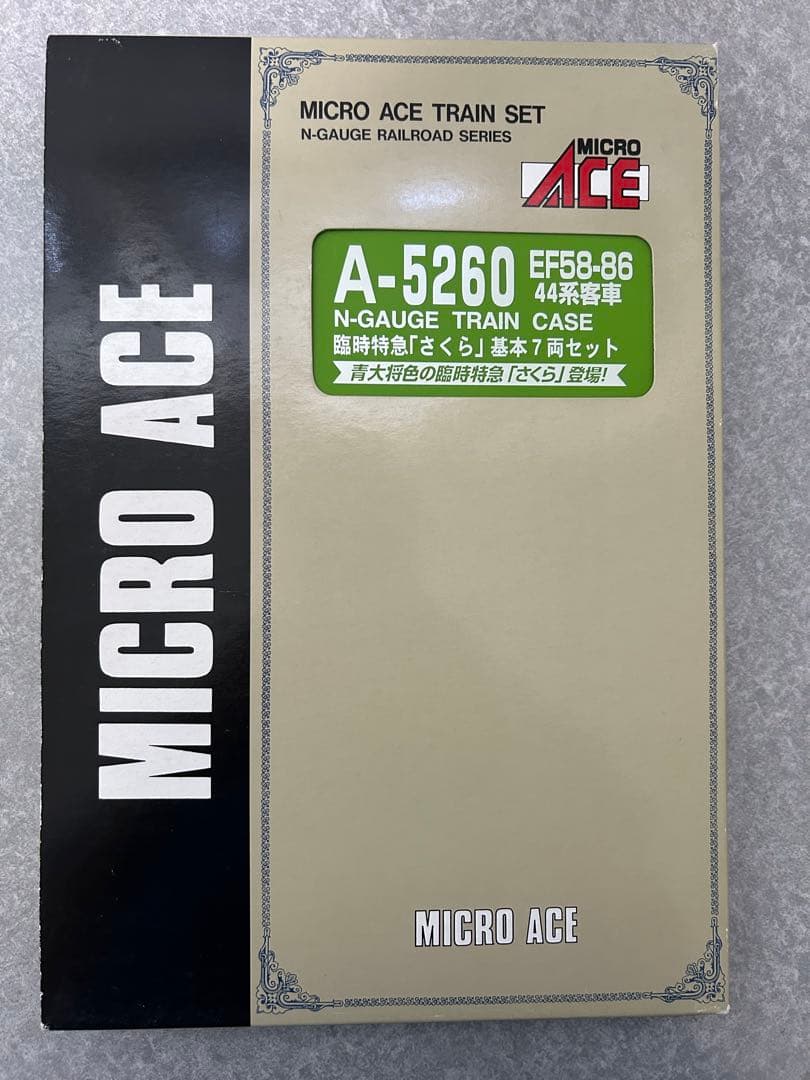 MICRO ACE
MICRO ACE TRAIN SET
N-GAUGE RAILROAD SERIES
MICRO
ACE
A-5260
EF58-86
44系客車
N-GAUGE TRAIN CASE
臨時特急「さくら」基本7両セット
青大将色の臨時特急「さくら」登場!
MICRO ACE